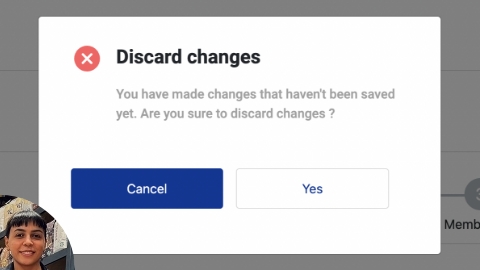 Discard changes
You have made changes that haven't been saved
yet. Are you sure to discard changes ?
Cancel
Yes
Memb